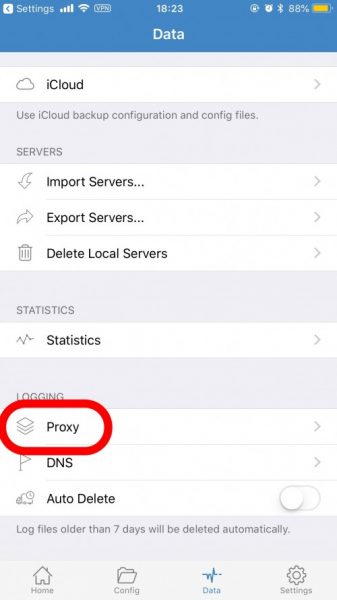 Settings VPN 18:23 88%
Data
iCloud
Use iCloud backup configuration and config files.
SERVERS
Import Servers...
Export Servers...
Delete Local Servers
STATISTICS
Statistics
LOGGING
Proxy
DNS
Auto Delete
Log files older than 7 days will be deleted automatically.
Home Config Data Settings